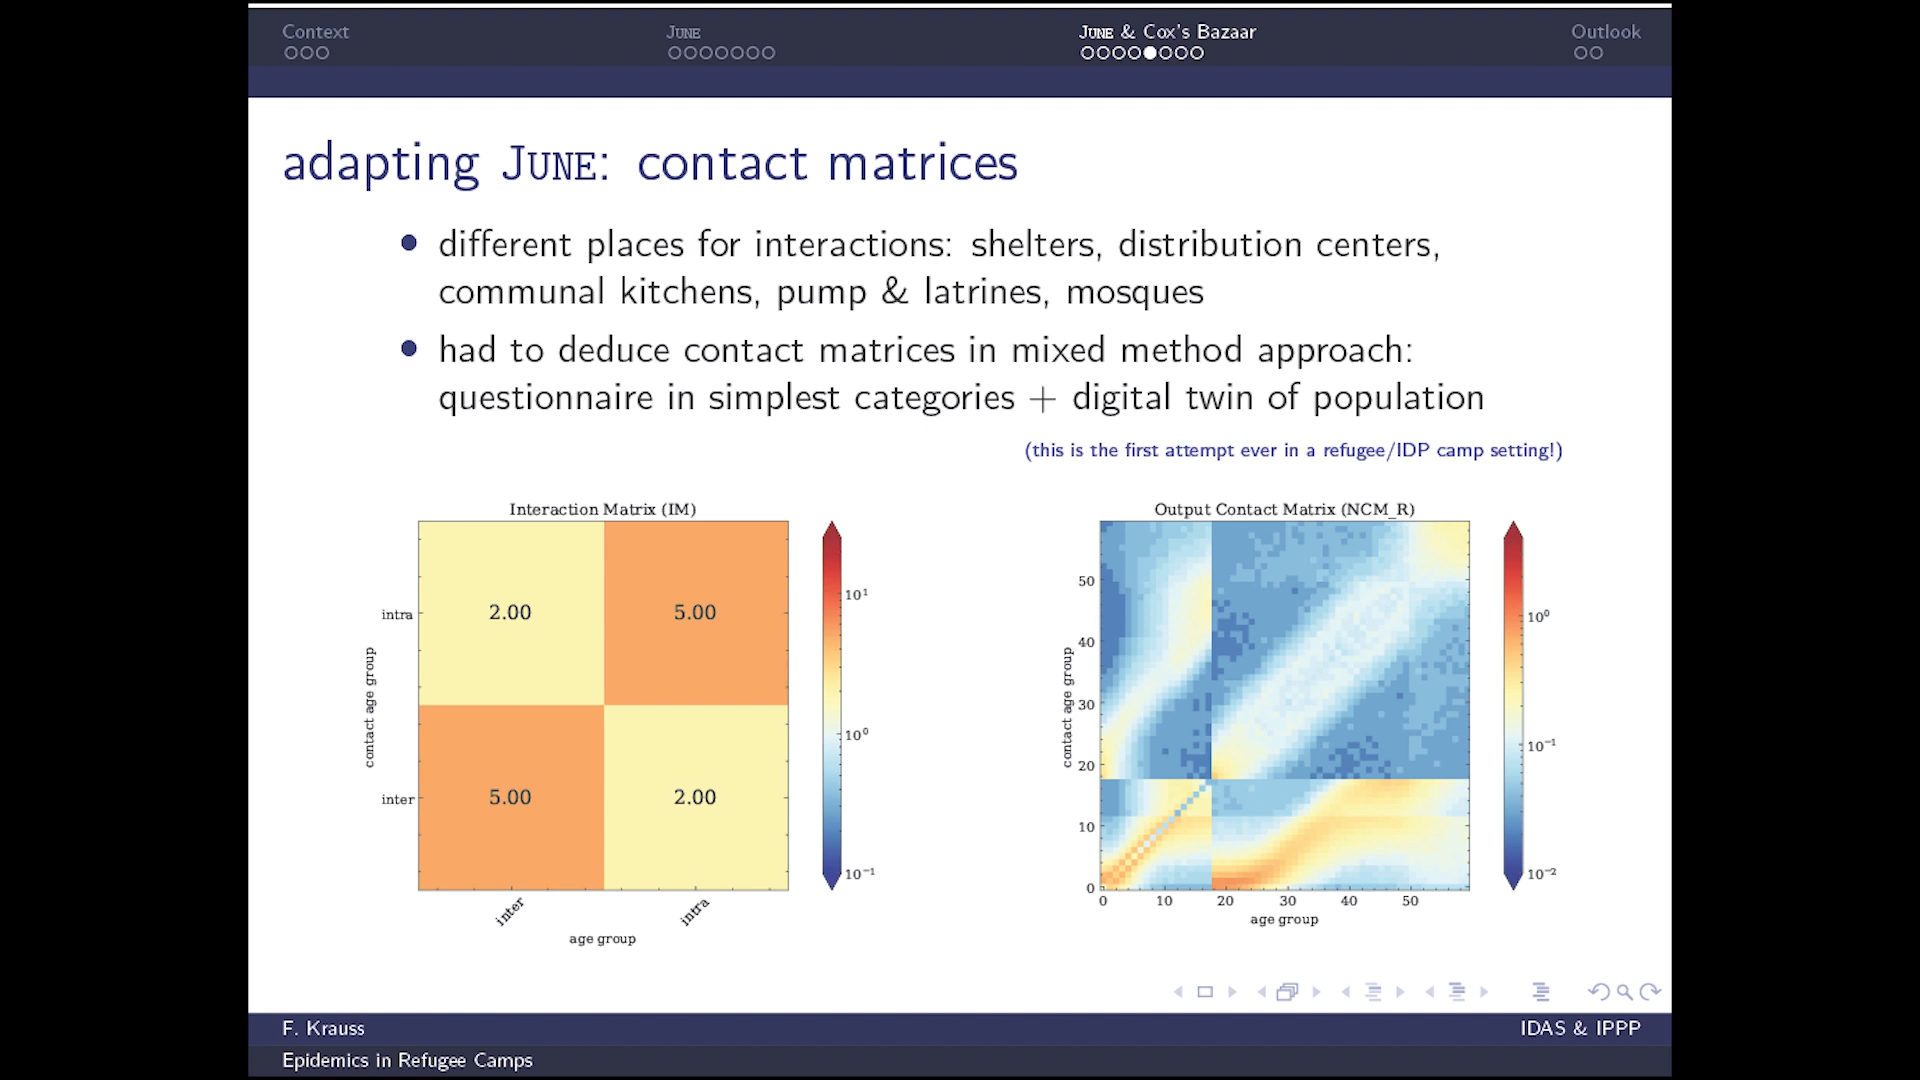 Context
JUNE
JUNE & Cox's Bazaar
Outlook
adapting JUNE: contact matrices
different places for interactions: shelters, distribution centers,
communal kitchens, pump & latrines, mosques
had to deduce contact matrices in mixed method approach:
questionnaire in simplest categories + digital twin of population
(this is the first attempt ever in a refugee/IDP camp setting!)
Interaction Matrix (IM)
intra
inter
contact age group
2.00
5.00
5.00
2.00
inter
intra
age group
10¹
10⁰
10⁻¹
Output Contact Matrix (NCM_R)
contact age group
50
40
30
20
10
0
0
10
20
30
40
50
age group
10⁰
10⁻¹
10⁻²
F. Krauss
IDAS & IPPP
Epidemics in Refugee Camps